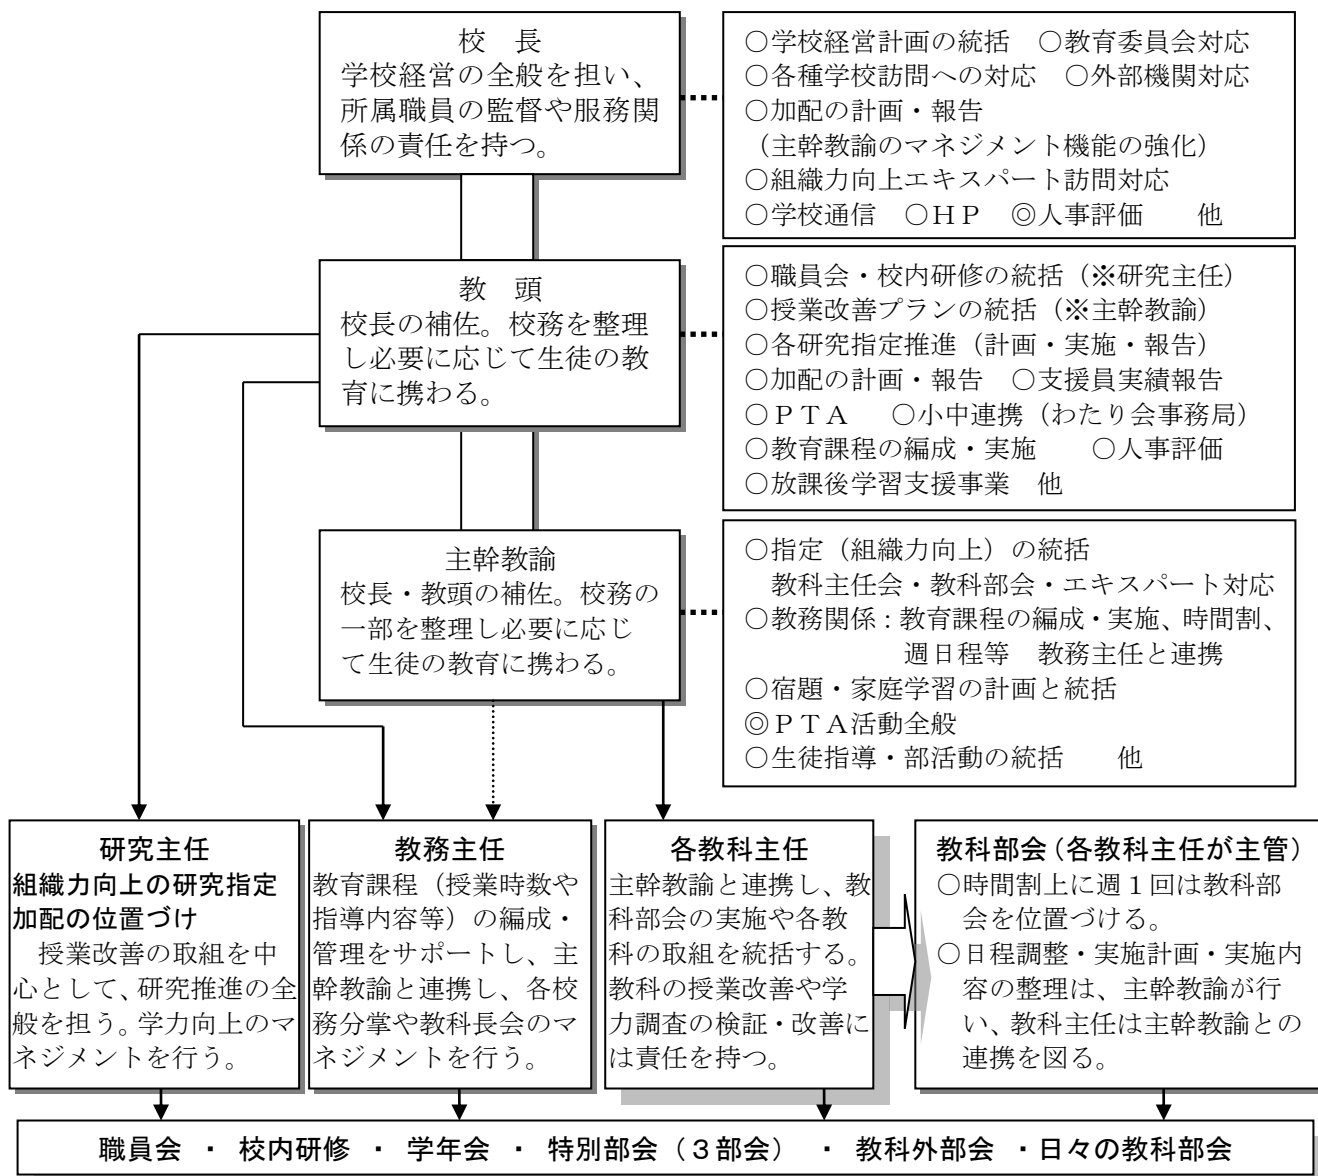 校　長
学校経営の全般を担い、
所属職員の監督や服務関
係の責任を持つ。
○学校経営計画の統括　○教育委員会対応
○各種学校訪問への対応　○外部機関対応
○加配の計画・報告
（主幹教諭のマネジメント機能の強化）
○組織力向上エキスパート訪問対応
○学校通信　○ＨＰ　◎人事評価　　他
教　頭
校長の補佐。校務を整理
し必要に応じて生徒の教
育に携わる。
○職員会・校内研修の統括（※研究主任）
○授業改善プランの統括（※主幹教諭）
○各研究指定推進（計画・実施・報告）
○加配の計画・報告　○支援員実績報告
○ＰＴＡ　　○小中連携（わたり会事務局）
○教育課程の編成・実施　　○人事評価
○放課後学習支援事業　他
主幹教諭
校長・教頭の補佐。校務の
一部を整理し必要に応じ
て生徒の教育に携わる。
○指定（組織力向上）の統括
教科主任会・教科部会・エキスパート対応
○教務関係：教育課程の編成・実施、時間割、
週日程等　教務主任と連携
○宿題・家庭学習の計画と統括
◎ＰＴＡ活動全般
○生徒指導・部活動の統括　　他
研究主任
組織力向上の研究指定
加配の位置づけ
授業改善の取組を中
心として、研究推進の全
般を担う。学力向上のマ
ネジメントを行う。
教務主任
教育課程（授業時数や
指導内容等）の編成・
管理をサポートし、主
幹教諭と連携し、各校
務分掌や教科長会のマ
ネジメントを行う。
各教科主任
主幹教諭と連携し、教
科部会の実施や各教
科の取組を統括する。
教科の授業改善や学
力調査の検証・改善に
は責任を持つ。
教科部会（各教科主任が主管）
○時間割上に週１回は教科部
会を位置づける。
○日程調整・実施計画・実施内
容の整理は、主幹教諭が行
い、教科主任は主幹教諭との
連携を図る。
職員会　・　校内研修　・　学年会　・　特別部会（３部会）　・　教科外部会　・日々の教科部会